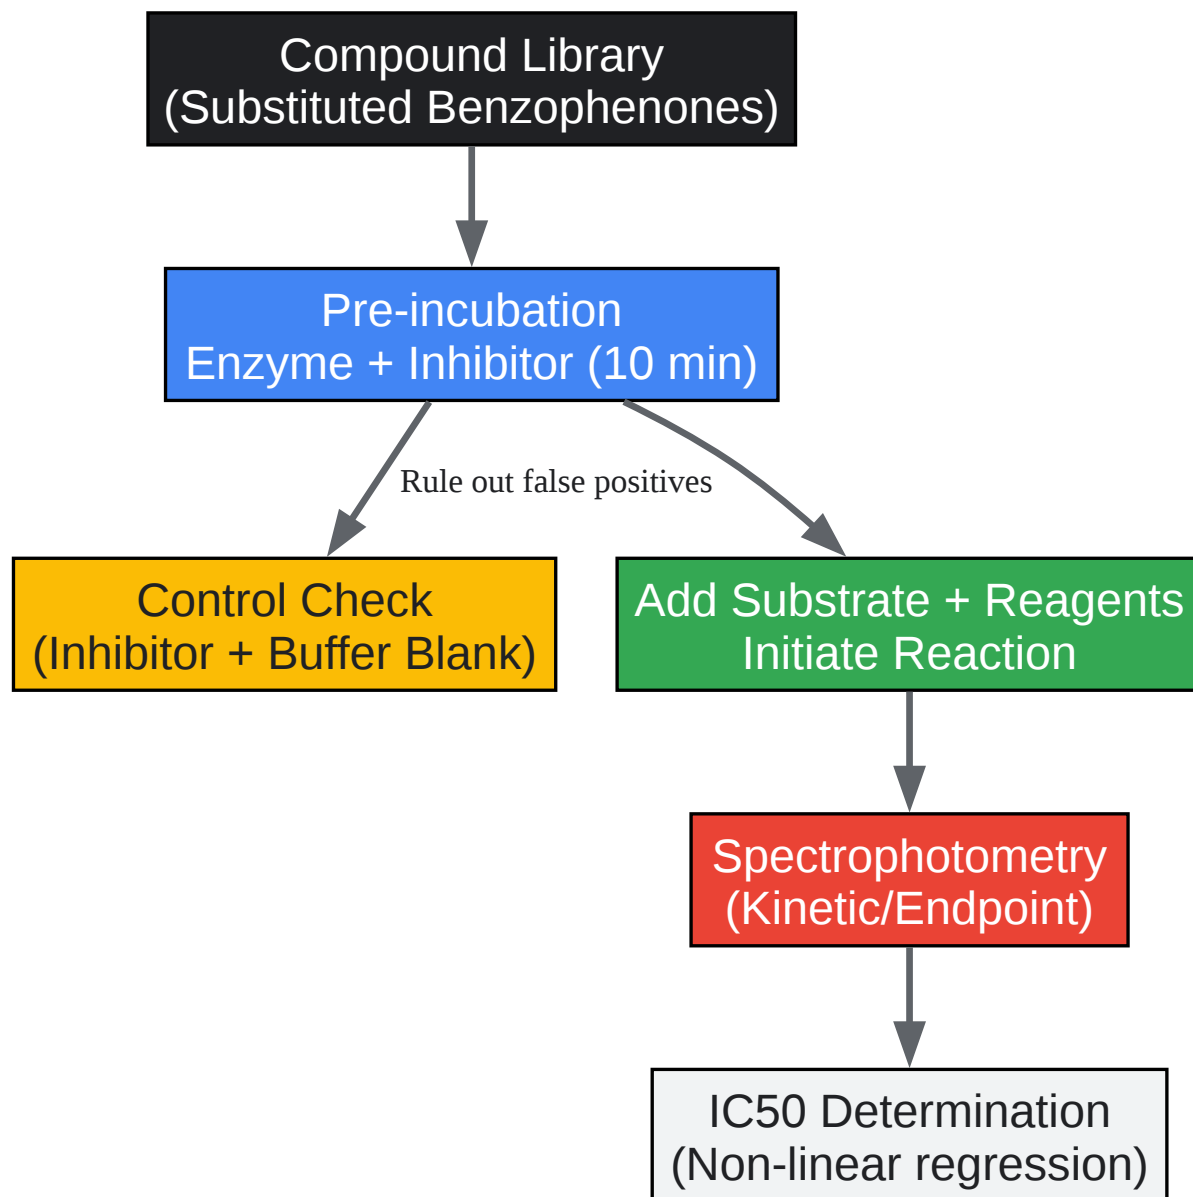 Compound Library
(Substituted Benzophenones)
Pre-incubation
Enzyme + Inhibitor (10 min)
Rule out false positives
Control Check
(Inhibitor + Buffer Blank)
Add Substrate + Reagents
Initiate Reaction
Spectrophotometry
(Kinetic/Endpoint)
IC50 Determination
(Non-linear regression)